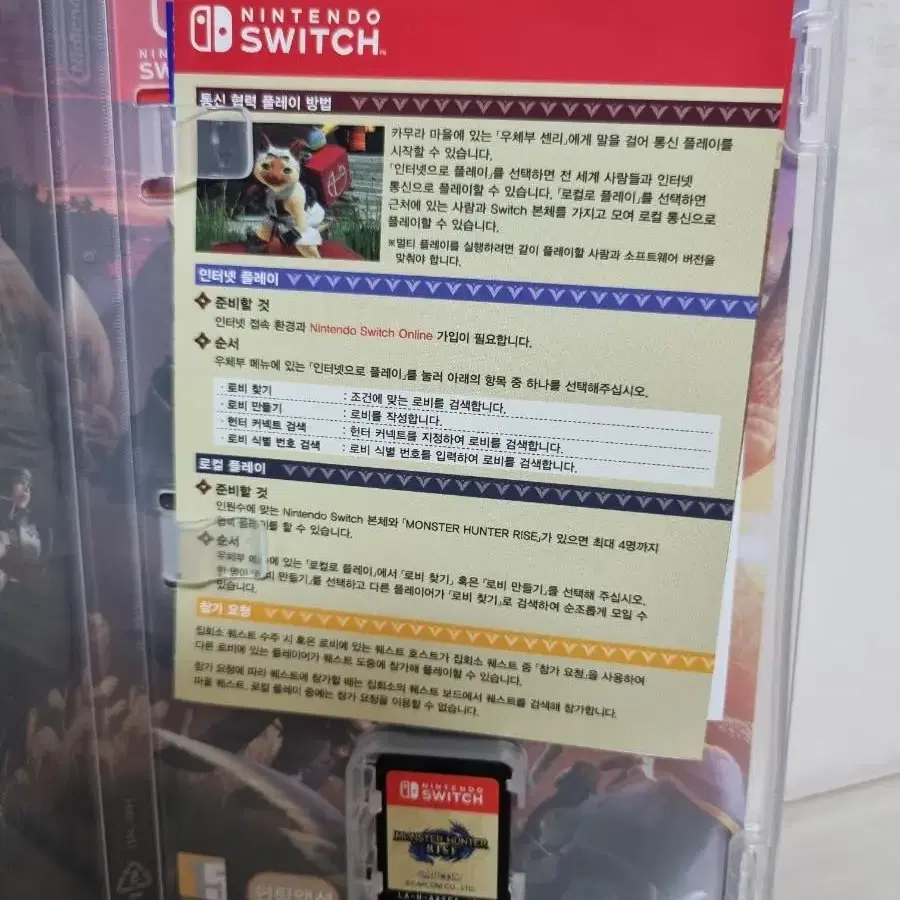 NINTENDO
SWITCH
통신 협력 플레이 방법
카무라 마을에 있는 「우체부 센리」에게 말을 걸어 통신 플레이를
시작할 수 있습니다.
「인터넷으로 플레이」를 선택하면 전 세계 사람들과 인터넷
통신으로 플레이할 수 있습니다. 「로컬로 플레이」를 선택하면
근처에 있는 사람과 Switch 본체를 가지고 모여 로컬 통신으로
플레이할 수 있습니다.
※멀티 플레이를 실행하려면 같이 플레이할 사람과 소프트웨어 버전을
맞춰야 합니다.
인터넷 플레이
준비할 것
인터넷 접속 환경과 Nintendo Switch Online 가입이 필요합니다.
순서
우체부 메뉴에 있는 「인터넷으로 플레이」를 눌러 아래의 항목 중 하나를 선택해주십시오.
· 로비 찾기 : 조건에 맞는 로비를 검색합니다.
· 로비 만들기 : 로비를 작성합니다.
· 헌터 커넥트 검색 : 헌터 커넥트를 지정하여 로비를 검색합니다.
· 로비 식별 번호 검색 : 로비 식별 번호를 입력하여 로비를 검색합니다.
로컬 플레이
준비할 것
인원수에 맞는 Nintendo Switch 본체와 「MONSTER HUNTER RISE」가 있으면 최대 4명까지
협력 플레이를 할 수 있습니다.
순서
우체부 메뉴에 있는 「로컬로 플레이」에서 「로비 찾기」 혹은 「로비 만들기」를 선택해 주십시오.
한 명이 「로비 만들기」를 선택하고 다른 플레이어가 「로비 찾기」로 검색하여 순조롭게 모일 수
있습니다.
참가 요청
집회소 퀘스트 수주 시 혹은 로비에 있는 퀘스트 호스트가 집회소 퀘스트 중 「참가 요청」을 사용하여
다른 로비에 있는 플레이어가 퀘스트 도중에 참가해 플레이할 수 있습니다.
참가 요청에 따라 퀘스트에 참가할 때는 집회소의 퀘스트 보드에서 퀘스트를 검색해 참가합니다.
마을 퀘스트, 로컬 플레이 중에는 참가 요청을 이용할 수 없습니다.
NINTENDO
SWITCH
MONSTER HUNTER
RISE
CAPCOM
©CAPCOM CO., LTD.